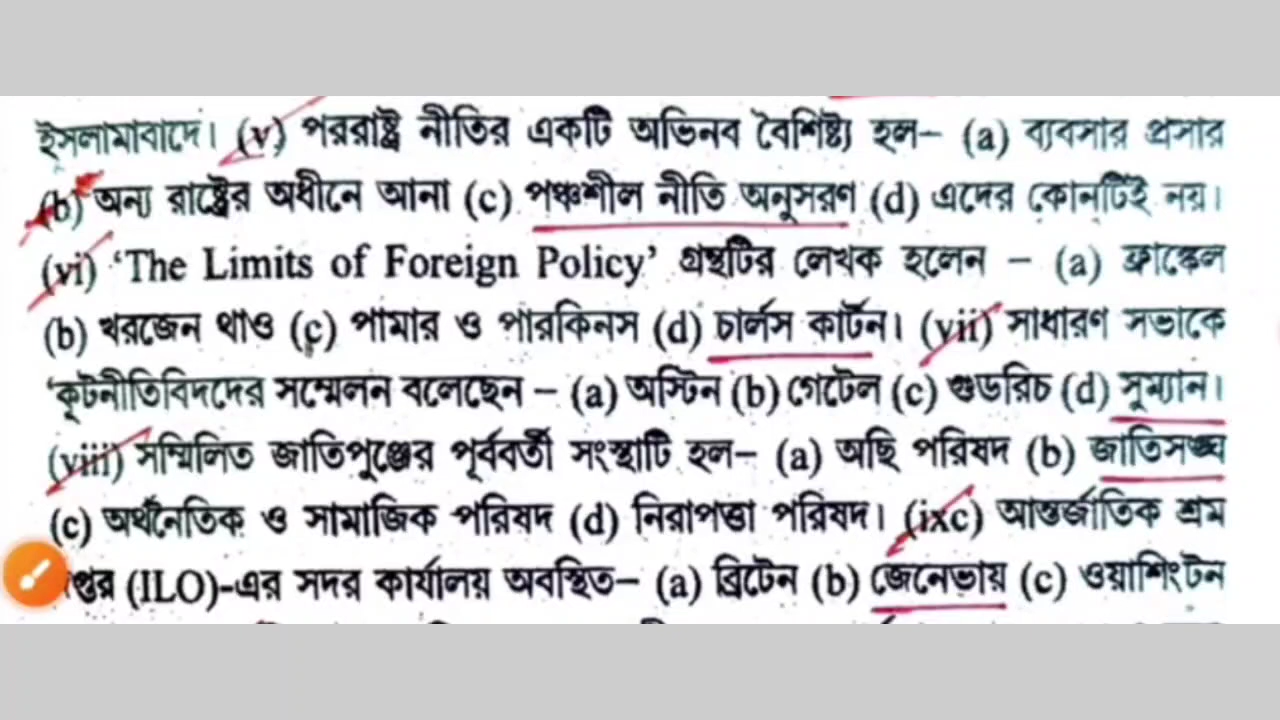 ইসলামাবাদে। (v) পররাষ্ট্র নীতির একটি অভিনব বৈশিষ্ট্য হল– (a) ব্যবসার প্রসার
(b) অন্য রাষ্ট্রের অধীনে আনা (c) পঞ্চশীল নীতি অনুসরণ (d) এদের কোনটিই নয়।
(vi) ‘The Limits of Foreign Policy’ গ্রন্থটির লেখক হলেন – (a) ফ্রাঙ্কেল
(b) খরজেন থাও (c) পামার ও পারকিনস (d) চার্লস কার্টন। (vii) সাধারণ সভাকে
কূটনীতিবিদদের সম্মেলন বলেছেন – (a) অস্টিন (b) গেটেল (c) গুডরিচ (d) সুম্যান।
(viii) সম্মিলিত জাতিপুঞ্জের পূর্ববর্তী সংস্থাটি হল– (a) অছি পরিষদ (b) জাতিসঙ্ঘ
(c) অর্থনৈতিক ও সামাজিক পরিষদ (d) নিরাপত্তা পরিষদ। (ixc) আন্তর্জাতিক শ্রম
(ILO)-এর সদর কার্যালয় অবস্থিত– (a) ব্রিটেন (b) জেনেভায় (c) ওয়াশিংটন